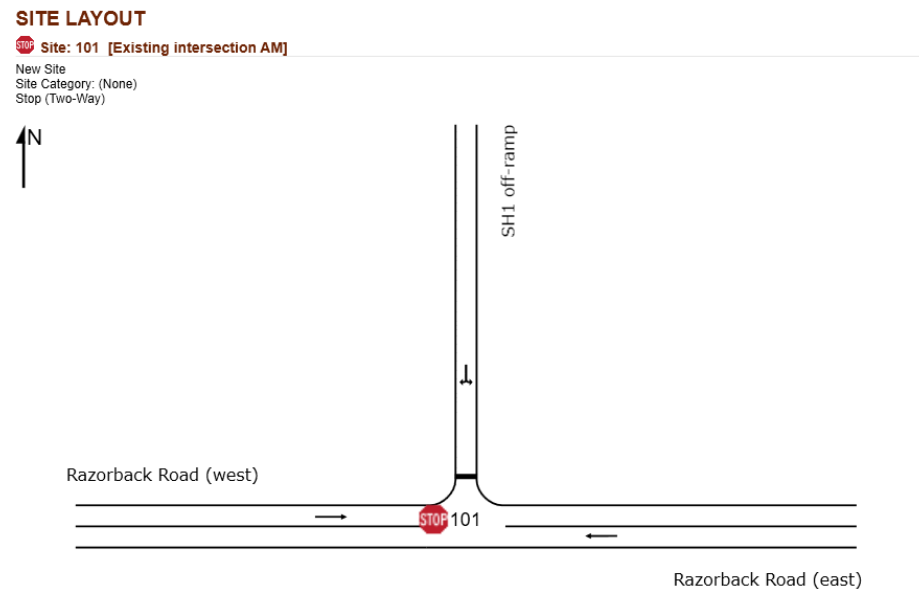 SITE LAYOUT
STOP Site: 101 [Existing intersection AM]
New Site
Site Category: (None)
Stop (Two-Way)
N
SH1 off-ramp
Razorback Road (west)
STOP 101
Razorback Road (east)